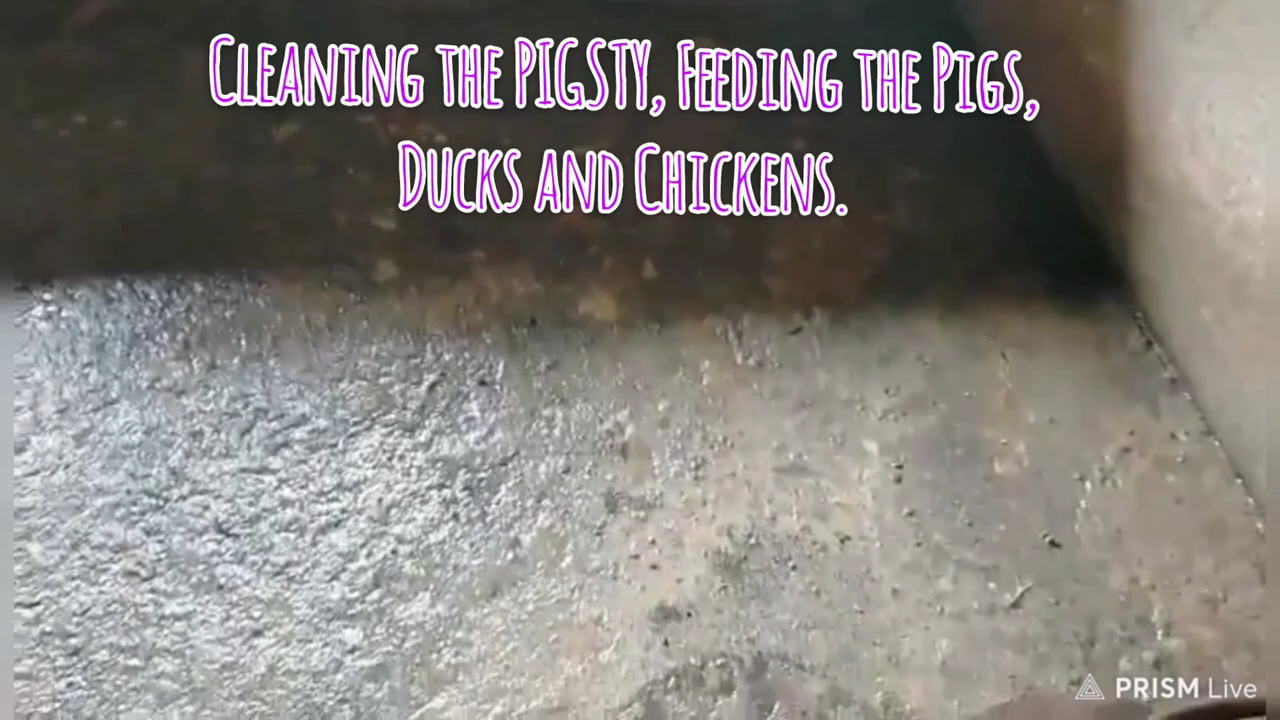 Cleaning the PIGSTY, Feeding the Pigs,
Ducks and Chickens.
PRISM Live